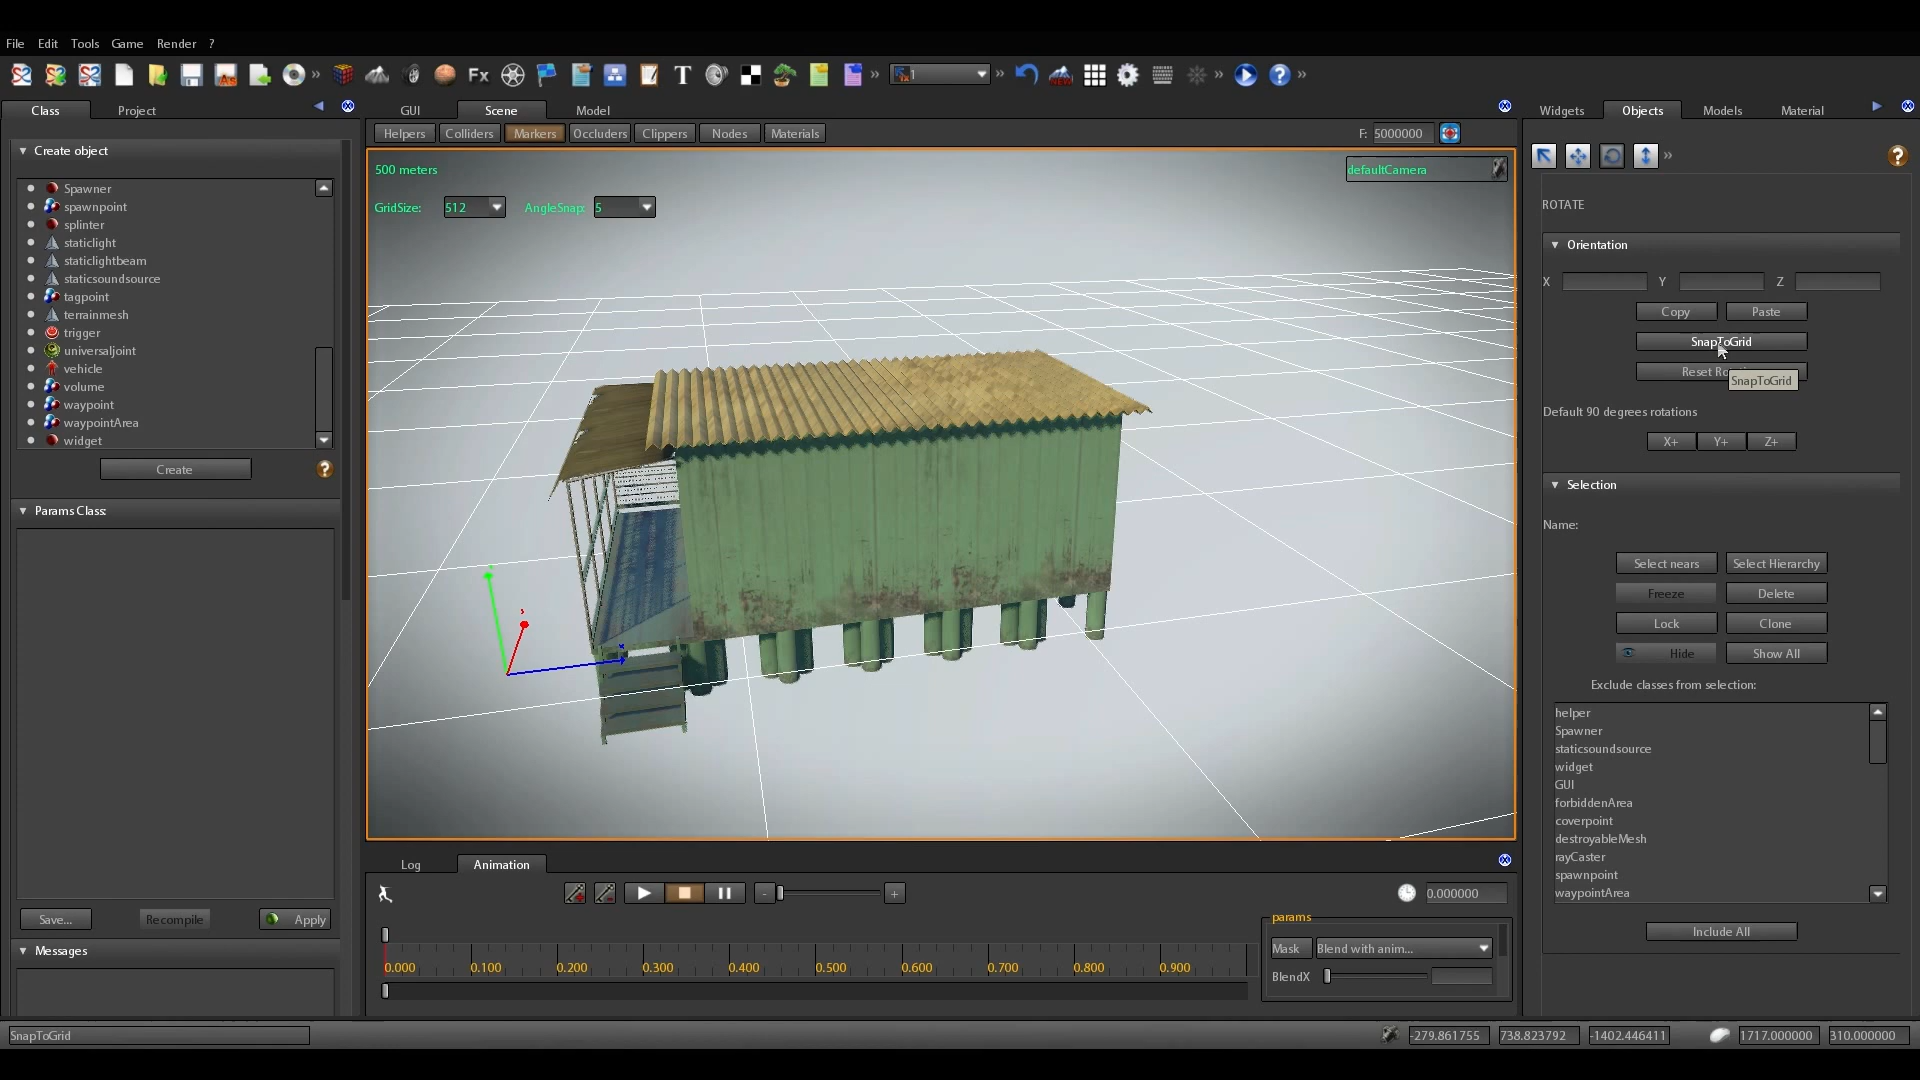 File Edit Tools Game Render ?
Fx T 1
Class Project
GUI Scene Model
Widgets Objects Models Material
Helpers Colliders Markers Occluders Clippers Nodes Materials
F: 5000000
Create object
Spawner
spawnpoint
splinter
staticlight
staticlightbeam
staticsoundsource
tagpoint
terrainmesh
trigger
universaljoint
vehicle
volume
waypoint
waypointArea
widget
Create
Params Class:
Save...
Recompile
Apply
Messages
500 meters
defaultCamera
GridSize: 512 AngleSnap: 5
ROTATE
Orientation
X Y Z
Copy Paste
SnapToGrid
Reset Ro
SnapToGrid
Default 90 degrees rotations
X+ Y+ Z+
Selection
Name:
Select nears Select Hierarchy
Freeze Delete
Lock Clone
Hide Show All
Exclude classes from selection:
helper
Spawner
staticsoundsource
widget
GUI
forbiddenArea
coverpoint
destroyableMesh
rayCaster
spawnpoint
waypointArea
Include All
Log Animation
- +
0.000000
0.000 0.100 0.200 0.300 0.400 0.500 0.600 0.700 0.800 0.900
params
Mask Blend with anim...
BlendX
SnapToGrid
-279.861755 738.823792 -1402.446411 1717.000000 310.000000